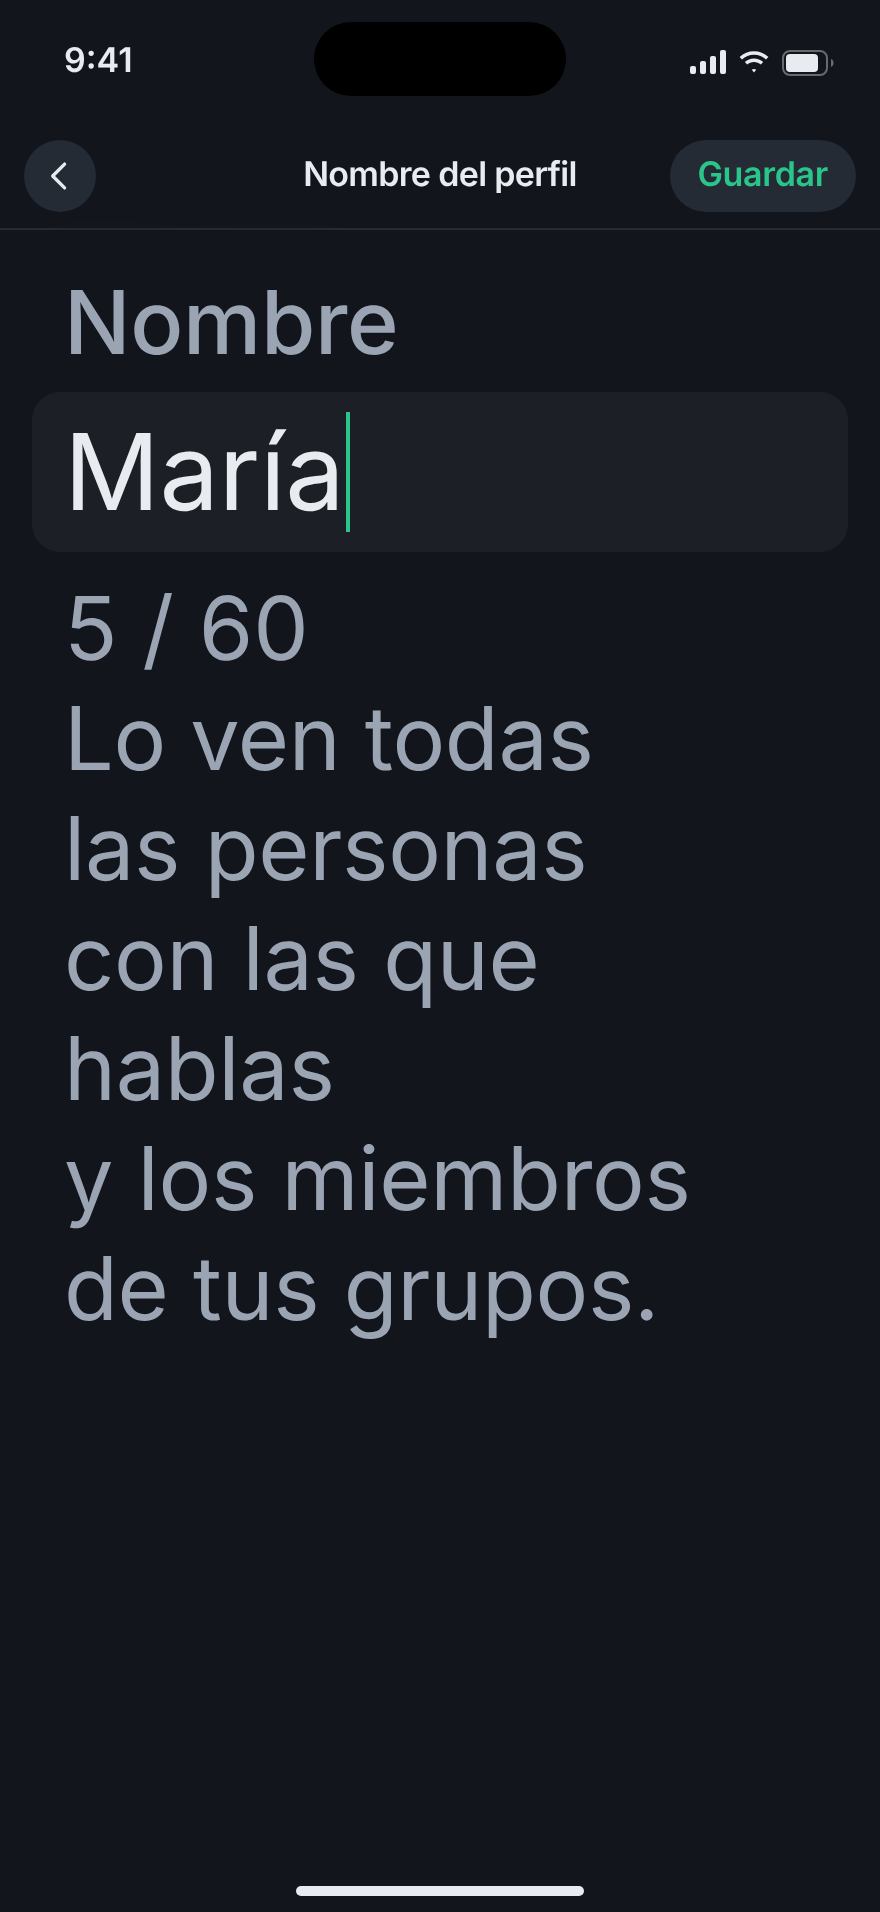 9:41
Nombre del perfil
Guardar
Nombre
María
5 / 60
Lo ven todas
las personas
con las que
hablas
y los miembros
de tus grupos.